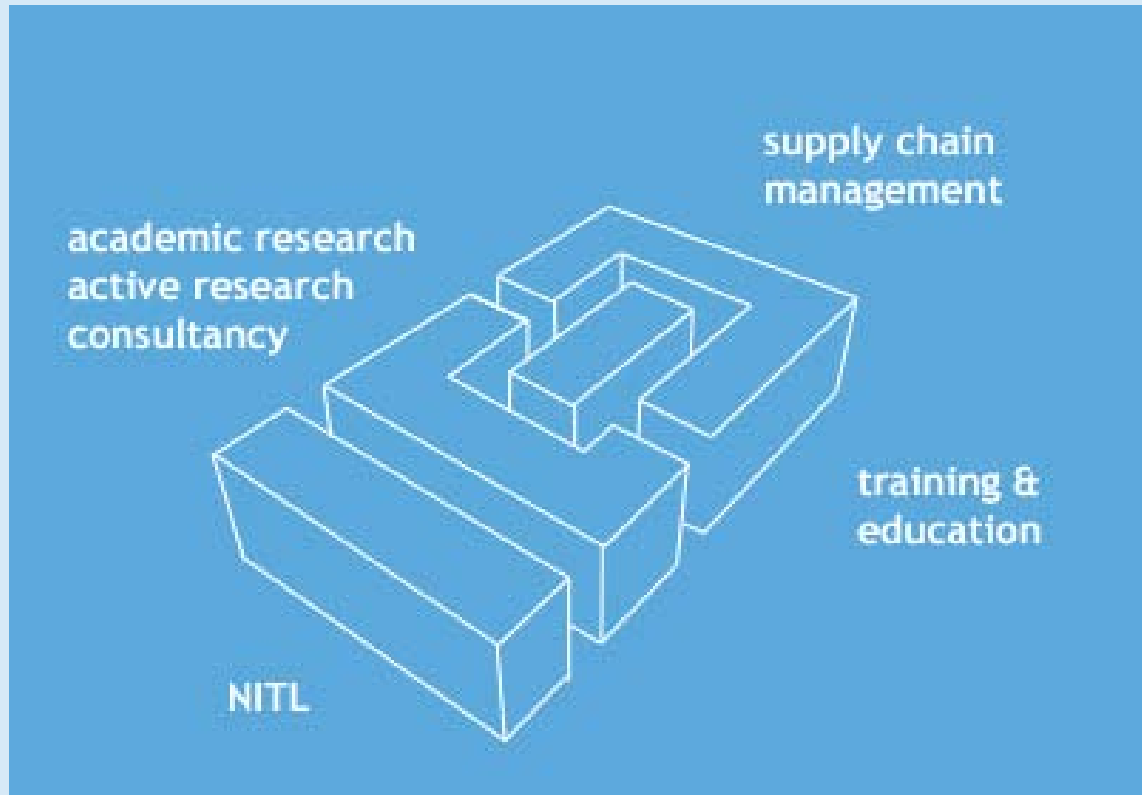 supply chain
management
academic research
active research
consultancy
training &
education
NITL